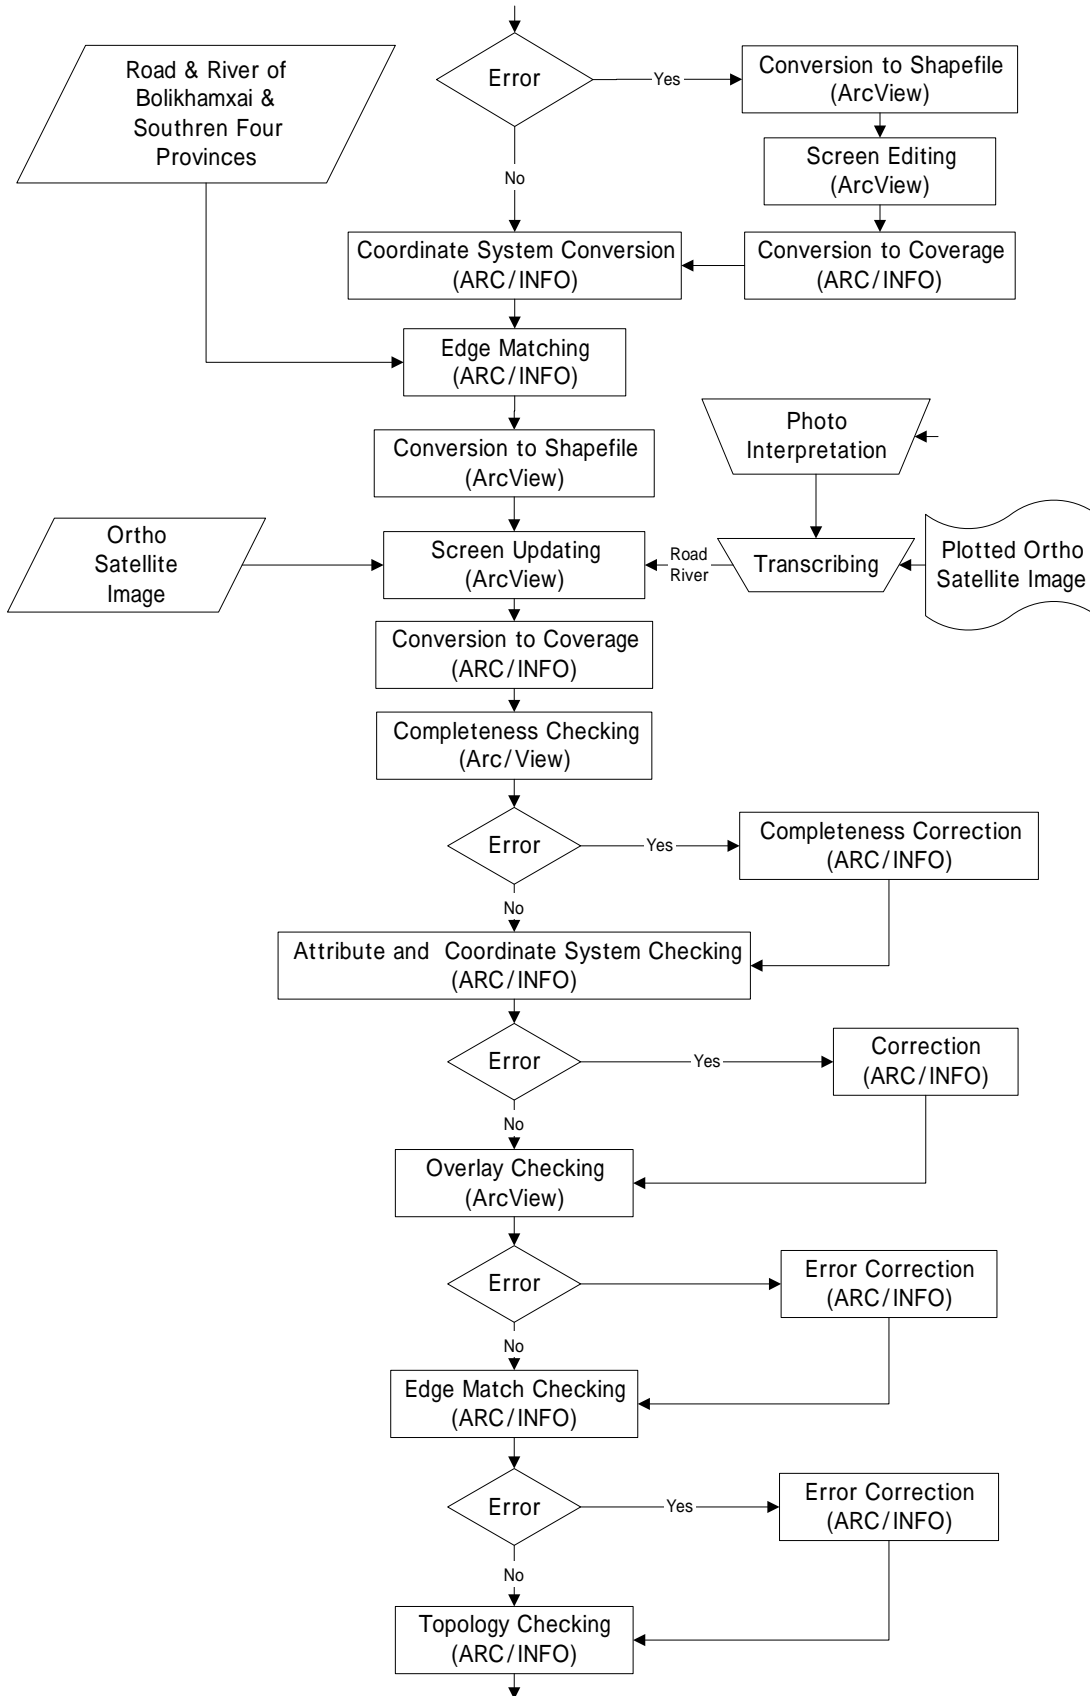 Road & River of
Bolikhamxai &
Southren Four
Provinces
Error
Yes
Conversion to Shapefile
(ArcView)
Screen Editing
(ArcView)
No
Coordinate System Conversion
(ARC/INFO)
Conversion to Coverage
(ARC/INFO)
Edge Matching
(ARC/INFO)
Photo
Interpretation
Conversion to Shapefile
(ArcView)
Ortho
Satellite
Image
Screen Updating
(ArcView)
Road
River
Transcribing
Plotted Ortho
Satellite Image
Conversion to Coverage
(ARC/INFO)
Completeness Checking
(Arc/View)
Error
Yes
Completeness Correction
(ARC/INFO)
No
Attribute and Coordinate System Checking
(ARC/INFO)
Error
Yes
Correction
(ARC/INFO)
No
Overlay Checking
(ArcView)
Error
Error Correction
(ARC/INFO)
No
Edge Match Checking
(ARC/INFO)
Error
Yes
Error Correction
(ARC/INFO)
No
Topology Checking
(ARC/INFO)